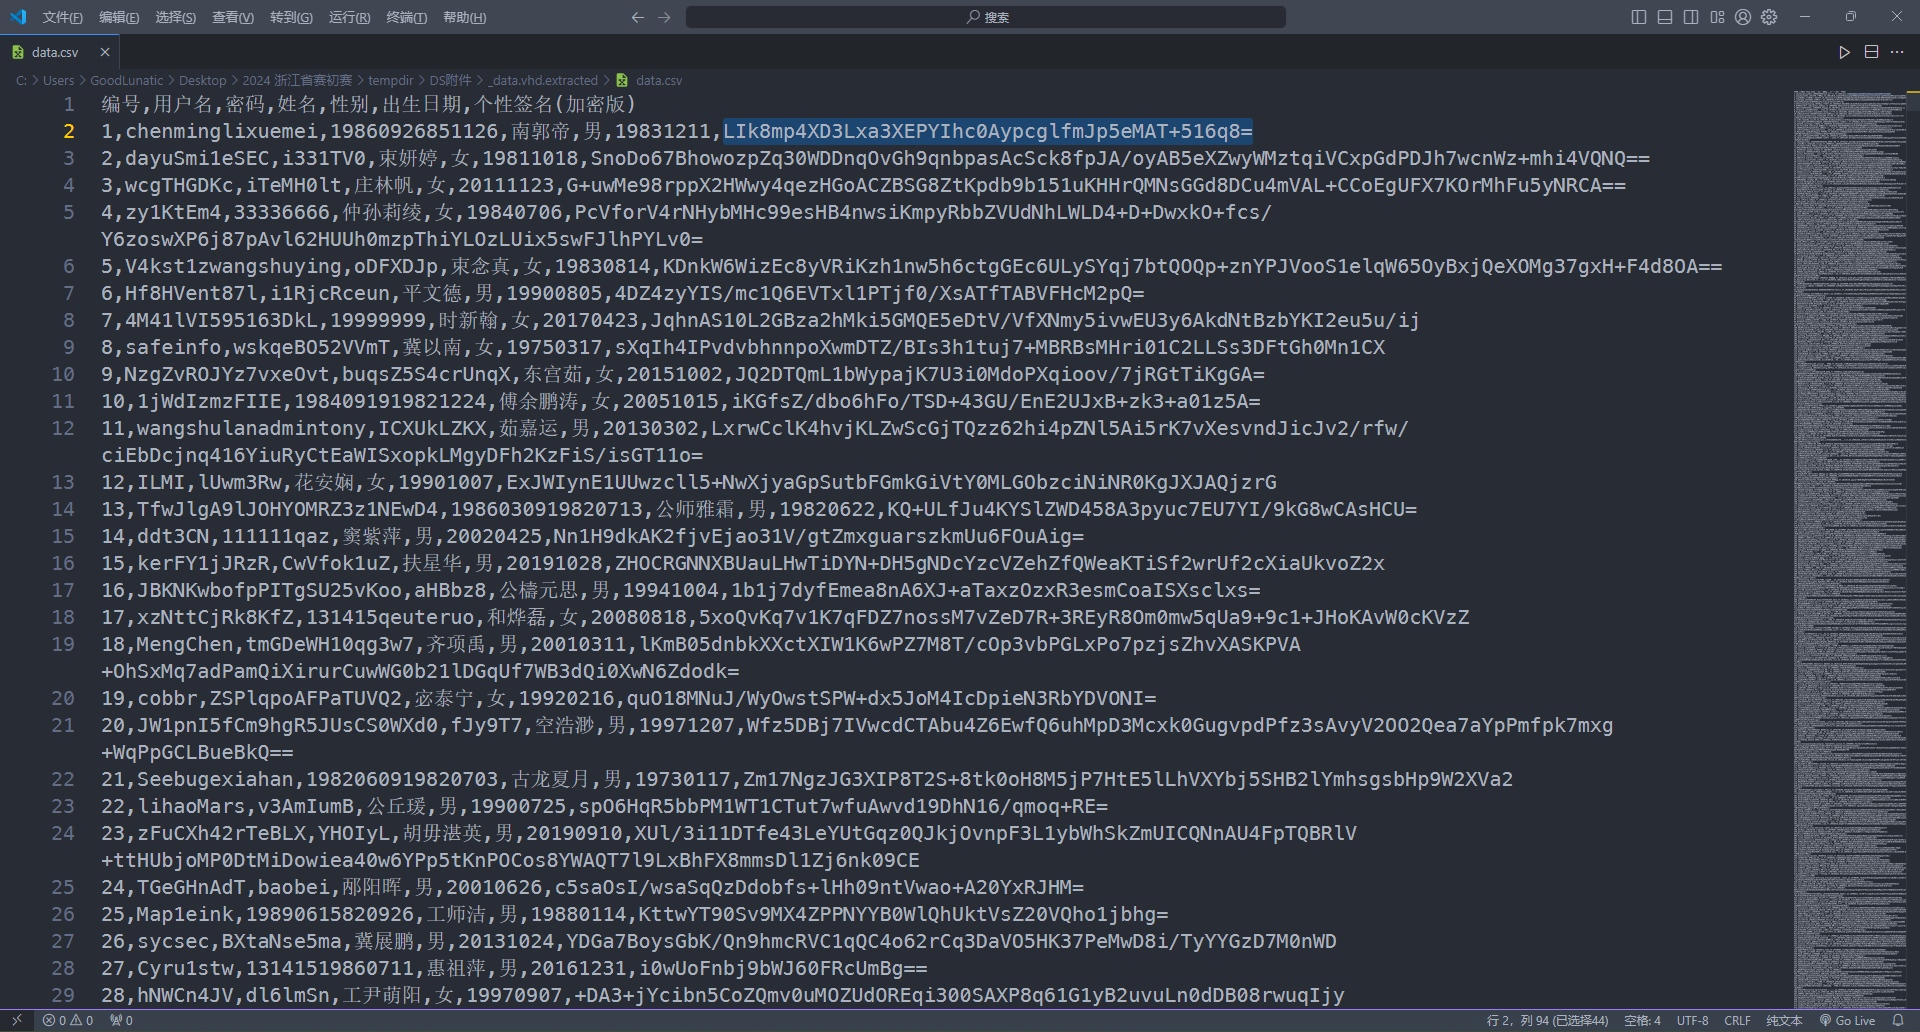 文件(F) 编辑(E) 选择(S) 查看(V) 转到(G) 运行(R) 终端(T) 帮助(H) 搜索
data.csv
C: > Users > GoodLunatic > Desktop > 2024 浙江省赛初赛 > tempdir > DS附件 > _data.vhd.extracted > data.csv
1 编号,用户名,密码,姓名,性别,出生日期,个性签名(加密版)
2 1,chenminglixuemei,19860926851126,南郭帝,男,19831211,LIk8mp4XD3Lxa3XEPYIhc0AypcglfmJp5eMAT+516q8=
3 2,dayuSmi1eSEC,i331TV0,束妍婷,女,19811018,SnoDo67BhowozpZq30WDDnqOvGh9qnbpasAcSck8fpJA/oyAB5eXZwyWMztqiVCxpGdPDJh7wcnWz+mhi4VQNQ==
4 3,wcgTHGDKc,iTeMH0lt,庄林帆,女,20111123,G+uwMe98rppX2HWwy4qezHGoACZBSG8ZtKpdb9b151uKHHrQMNsGGd8DCu4mVAL+CCoEgUFX7KOrMhFu5yNRCA==
5 4,zy1KtEm4,33336666,仲孙莉绫,女,19840706,PcVforV4rNHybMHc99esHB4nwsiKmpyRbbZVUdNhLWLD4+D+DwxkO+fcs/
Y6zoswXP6j87pAvl62HUUh0mzpThiYLOzLUix5swFJlhPYLv0=
6 5,V4kst1zwangshuying,oDFXDJp,束念真,女,19830814,KDnkW6WizEc8yVRiKzh1nw5h6ctgGEc6ULySYqj7btQOQp+znYPJVooS1elqW65OyBxjQeXOMg37gxH+F4d8OA==
7 6,Hf8HVent87l,i1RjcRceun,平文德,男,19900805,4DZ4zyYIS/mc1Q6EVTxl1PTjf0/XsATfTABVFHcM2pQ=
8 7,4M41lVI595163DkL,19999999,时新翰,女,20170423,JqhnAS10L2GBza2hMki5GMQE5eDtV/VfXNmy5ivwEU3y6AkdNtBzbYKI2eu5u/ij
9 8,safeinfo,wskqeBO52VVmT,冀以南,女,19750317,sXqIh4IPvdvbhnnpoXwmDTZ/BIs3h1tuj7+MBRBsMHri01C2LLSs3DFtGh0Mn1CX
10 9,NzgZvROJYz7vxeOvt,buqsZ5S4crUnqX,东宫茹,女,20151002,JQ2DTQmL1bWypajK7U3i0MdoPXqioov/7jRGtTiKgGA=
11 10,1jWdIzmzFIIE,1984091919821224,傅余鹏涛,女,20051015,iKGfsZ/dbo6hFo/TSD+43GU/EnE2UJxB+zk3+a01z5A=
12 11,wangshulanadmintony,ICXUkLZKX,茹嘉运,男,20130302,LxrwCclK4hvjKLZwScGjTQzz62hi4pZNl5Ai5rK7vXesvndJicJv2/rfw/
ciEbDcjnq416YiuRyCtEaWISxopkLMgyDFh2KzFiS/isGT11o=
13 12,ILMI,lUwm3Rw,花安娴,女,19901007,ExJWIynE1UUwzcll5+NwXjyaGpSutbFGmkGiVtY0MLGObzciNiNR0KgJXJAQjzrG
14 13,TfwJlgA9lJOHYOMRZ3z1NEwD4,1986030919820713,公师雅霜,男,19820622,KQ+ULfJu4KYSlZWD458A3pyuc7EU7YI/9kG8wCAsHCU=
15 14,ddt3CN,111111qaz,窦紫萍,男,20020425,Nn1H9dkAK2fjvEjao31V/gtZmxguarszkmUu6FOuAig=
16 15,kerFY1jJRzR,CwVfok1uZ,扶星华,男,20191028,ZHOCRGNNXBUauLHwTiDYN+DH5gNDcYzcVZehZfQWeaKTiSf2wrUf2cXiaUkvoZ2x
17 16,JBKNKwbofpPITgSU25vKoo,aHBbz8,公梼元思,男,19941004,1b1j7dyfEmea8nA6XJ+aTaxzOzxR3esmCoaISXsclxs=
18 17,xzNttCjRk8KfZ,131415qeuteruo,和烨磊,女,20080818,5xoQvKq7v1K7qFDZ7nossM7vZeD7R+3REyR8Om0mw5qUa9+9c1+JHoKAvW0cKVzZ
19 18,MengChen,tmGDeWH10qg3w7,齐项禹,男,20010311,lKmB05dnbkXXctXIW1K6wPZ7M8T/cOp3vbPGLxPo7pzjsZhvXASKPVA
+OhSxMq7adPamQiXirurCuwWG0b21lDGqUf7WB3dQi0XwN6Zdodk=
20 19,cobbr,ZSPlqpoAFPaTUVQ2,宓泰宁,女,19920216,quO18MNuJ/WyOwstSPW+dx5JoM4IcDpieN3RbYDVONI=
21 20,JW1pnI5fCm9hgR5JUsCS0WXd0,fJy9T7,空浩渺,男,19971207,Wfz5DBj7IVwcdCTAbu4Z6EwfQ6uhMpD3Mcxk0GugvpdPfz3sAvyV2OO2Qea7aYpPmfpk7mxg
+WqPpGCLBueBkQ==
22 21,Seebugexiahan,1982060919820703,古龙夏月,男,19730117,Zm17NgzJG3XIP8T2S+8tk0oH8M5jP7HtE5lLhVXYbj5SHB2lYmhsgsbHp9W2XVa2
23 22,lihaoMars,v3AmIumB,公丘瑗,男,19900725,spO6HqR5bbPM1WT1CTut7wfuAwvd19DhN16/qmoq+RE=
24 23,zFuCXh42rTeBLX,YHOIyL,胡毋湛英,男,20190910,XUl/3i11DTfe43LeYUtGqz0QJkjOvnpF3L1ybWhSkZmUICQNnAU4FpTQBRlV
+ttHUbjoMP0DtMiDowiea40w6YPp5tKnPOCos8YWAQT7l9LxBhFX8mmsDl1Zj6nk09CE
25 24,TGeGHnAdT,baobei,邴阳晖,男,20010626,c5saOsI/wsaSqQzDdobfs+lHh09ntVwao+A20YxRJHM=
26 25,Map1eink,19890615820926,工师洁,男,19880114,KttwYT90Sv9MX4ZPPNYYB0WlQhUktVsZ20VQho1jbhg=
27 26,sycsec,BXtaNse5ma,冀展鹏,男,20131024,YDGa7BoysGbK/Qn9hmcRVC1qQC4o62rCq3DaVO5HK37PeMwD8i/TyYYGzD7M0nWD
28 27,Cyru1stw,13141519860711,惠祖萍,男,20161231,i0wUoFnbj9bWJ60FRcUmBg==
29 28,hNWCn4JV,dl6lmSn,工尹萌阳,女,19970907,+DA3+jYcibn5CoZQmv0uMOZUdOREqi300SAXP8q61G1yB2uvuLn0dDB08rwuqIjy
0 0 0 行 2，列 94 (已选择44) 空格: 4 UTF-8 CRLF 纯文本 Go Live